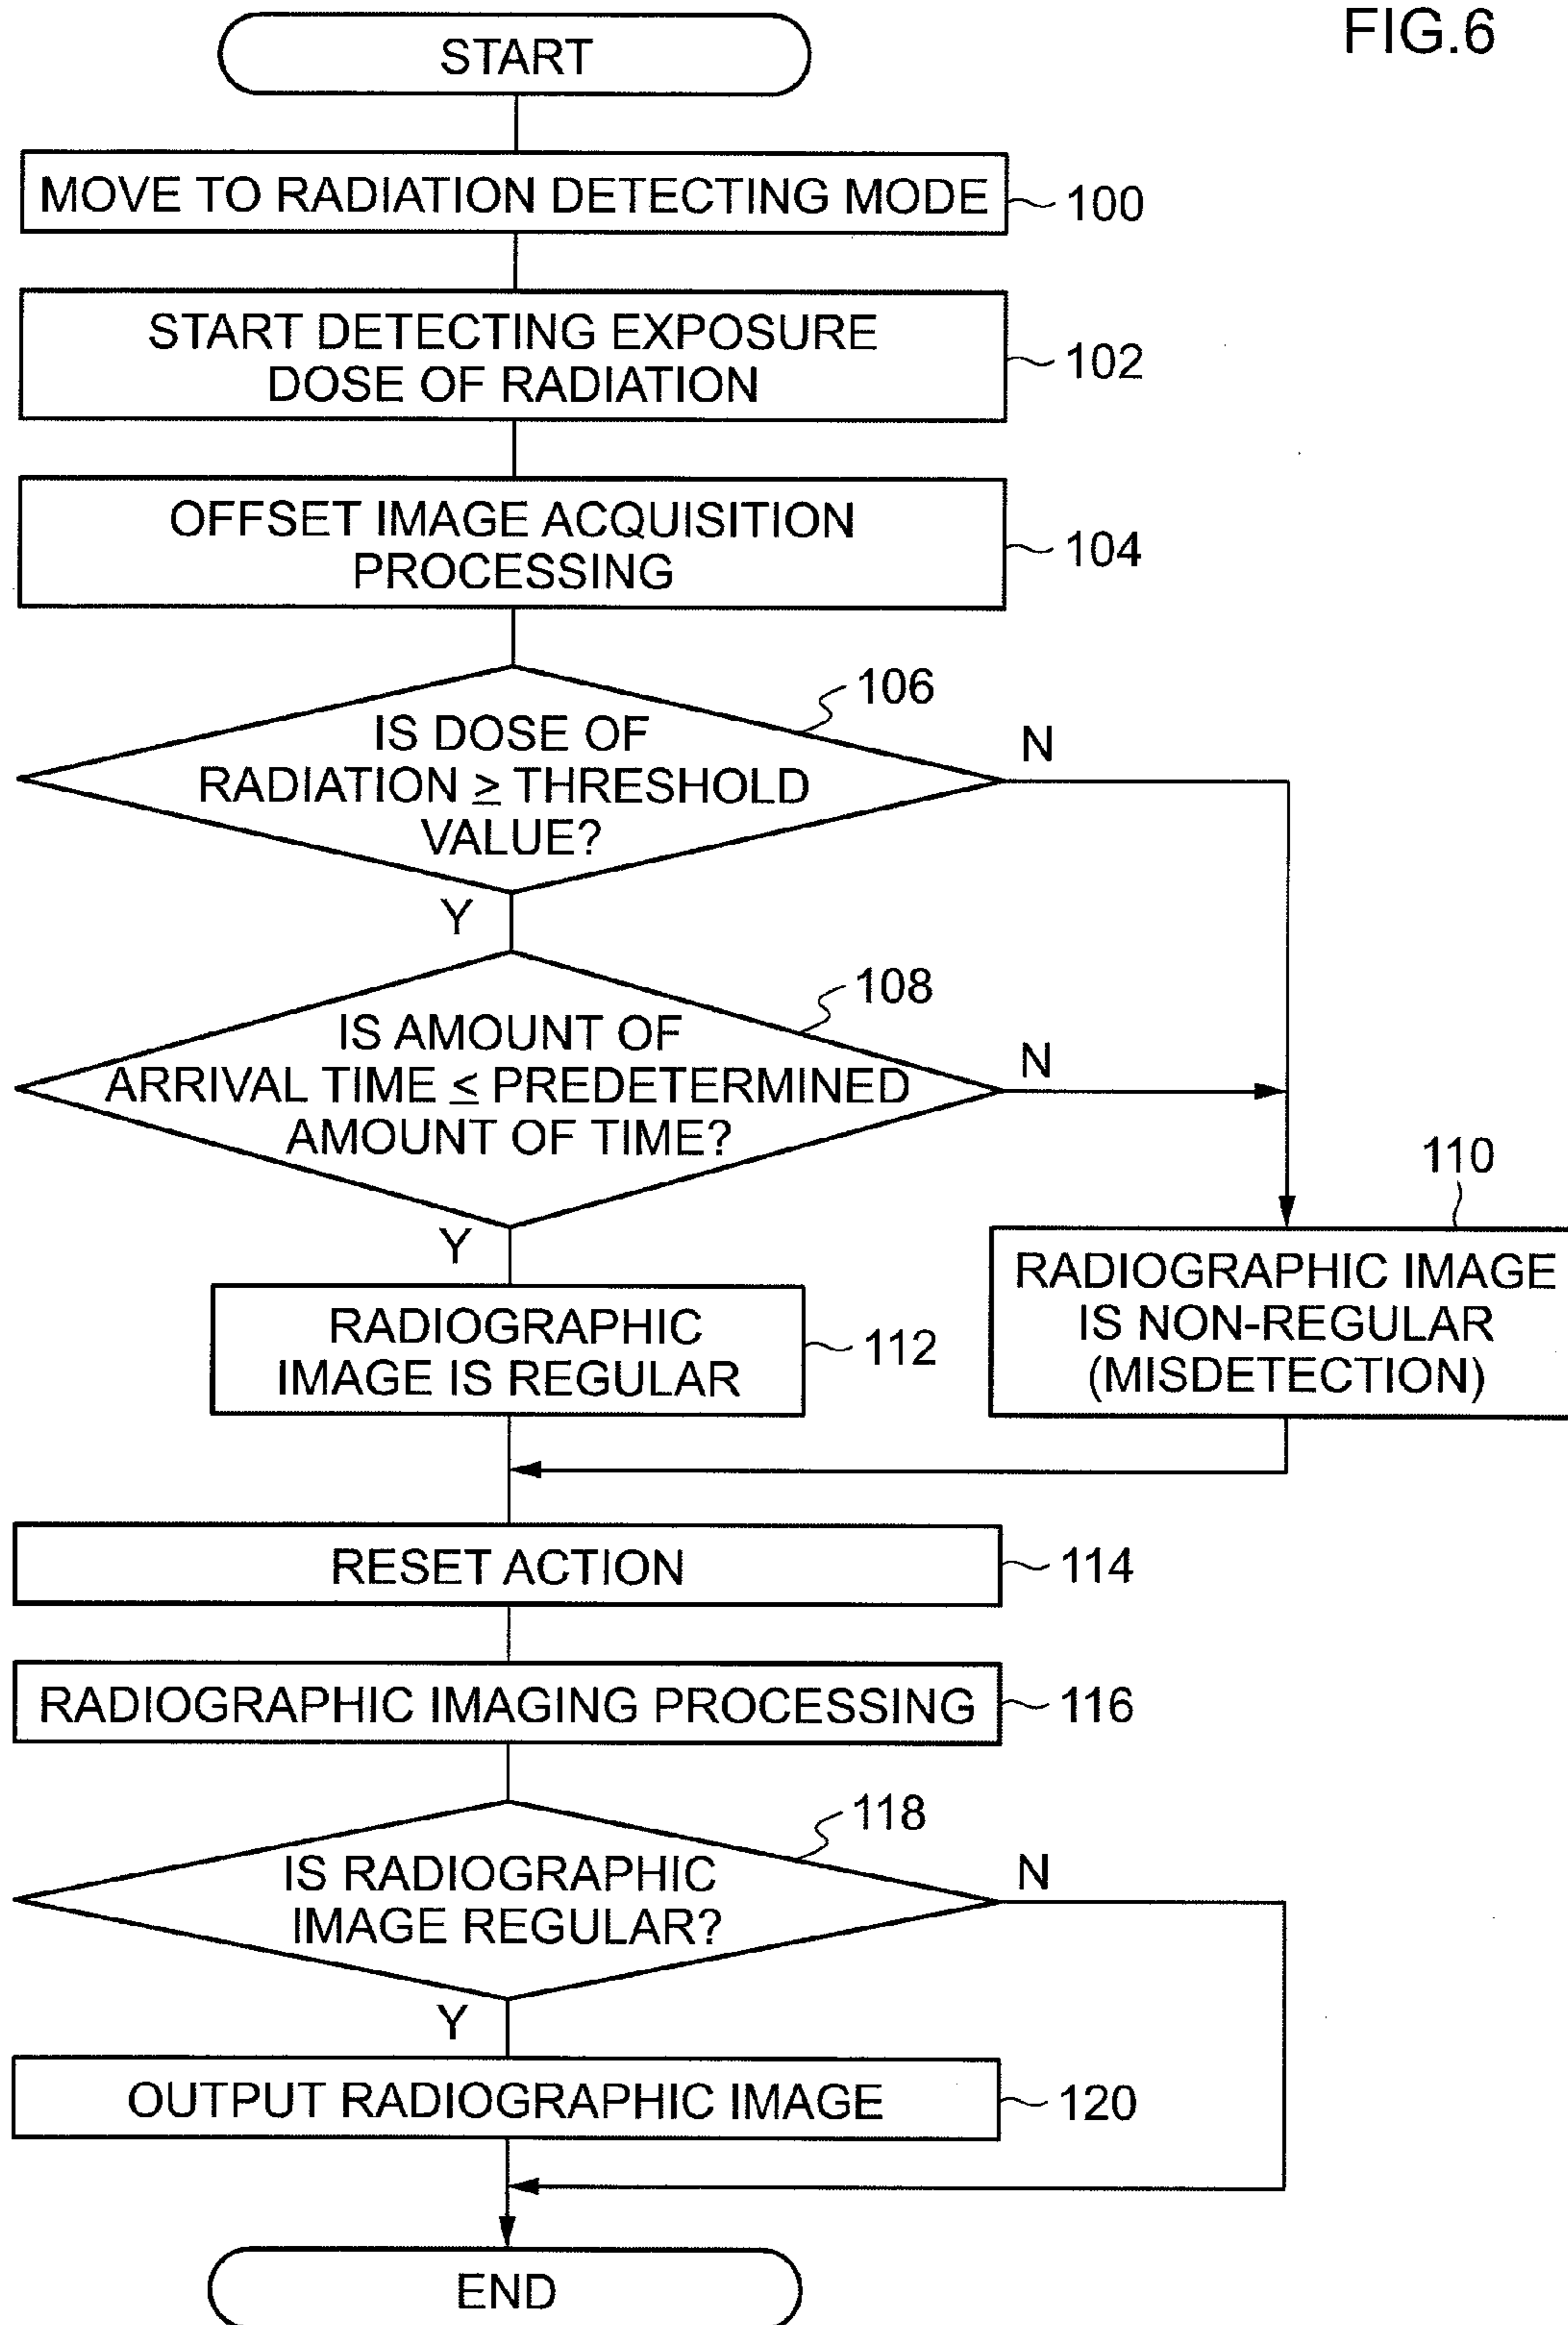 FIG.6
START
MOVE TO RADIATION DETECTING MODE
100
START DETECTING EXPOSURE
DOSE OF RADIATION
102
OFFSET IMAGE ACQUISITION
PROCESSING
104
106
IS DOSE OF
RADIATION ≥ THRESHOLD
VALUE?
N
Y
108
IS AMOUNT OF
ARRIVAL TIME ≤ PREDETERMINED
AMOUNT OF TIME?
N
Y
110
RADIOGRAPHIC IMAGE
IS NON-REGULAR
(MISDETECTION)
RADIOGRAPHIC
IMAGE IS REGULAR
112
RESET ACTION
114
RADIOGRAPHIC IMAGING PROCESSING
116
118
IS RADIOGRAPHIC
IMAGE REGULAR?
N
Y
OUTPUT RADIOGRAPHIC IMAGE
120
END